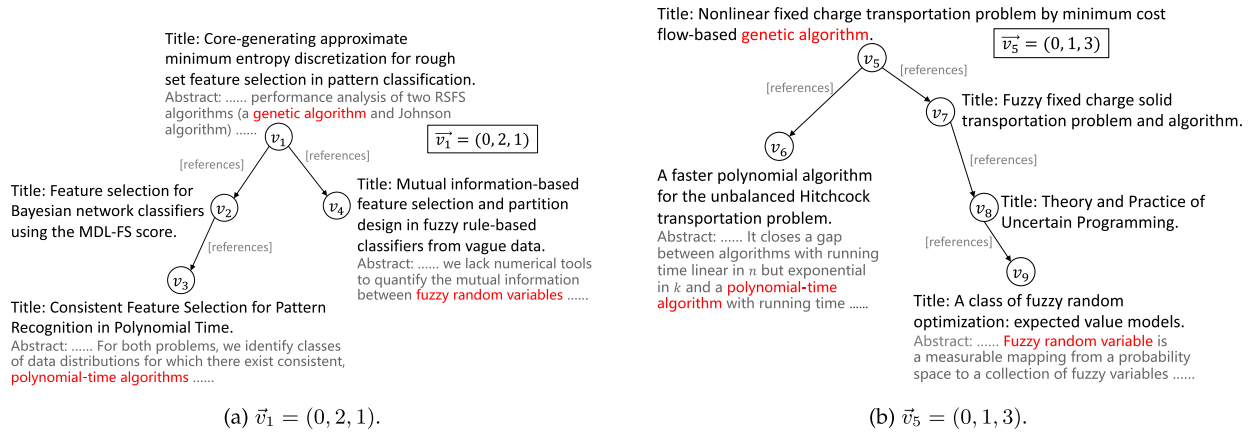 Title: Core-generating approximate
minimum entropy discretization for rough
set feature selection in pattern classification.
Abstract: ...... performance analysis of two RSFS
algorithms (a genetic algorithm and Johnson
algorithm) ......
v₁
v₁⃗ = (0, 2, 1)
[references]
[references]
Title: Feature selection for
Bayesian network classifiers
using the MDL-FS score.
v₂
v₄
Title: Mutual information-based
feature selection and partition
design in fuzzy rule-based
classifiers from vague data.
Abstract: ...... we lack numerical tools
to quantify the mutual information
between fuzzy random variables ......
[references]
v₃
Title: Consistent Feature Selection for Pattern
Recognition in Polynomial Time.
Abstract: ...... For both problems, we identify classes
of data distributions for which there exist consistent,
polynomial-time algorithms ......
(a) v⃗₁ = (0, 2, 1).
Title: Nonlinear fixed charge transportation problem by minimum cost
flow-based genetic algorithm.
v₅
v₅⃗ = (0, 1, 3)
[references]
[references]
v₆
A faster polynomial algorithm
for the unbalanced Hitchcock
transportation problem.
Abstract: ...... It closes a gap
between algorithms with running
time linear in n but exponential
in k and a polynomial-time
algorithm with running time ......
v₇
Title: Fuzzy fixed charge solid
transportation problem and algorithm.
[references]
v₈
Title: Theory and Practice of
Uncertain Programming.
[references]
v₉
Title: A class of fuzzy random
optimization: expected value models.
Abstract: ...... Fuzzy random variable is
a measurable mapping from a probability
space to a collection of fuzzy variables ......
(b) v⃗₅ = (0, 1, 3).